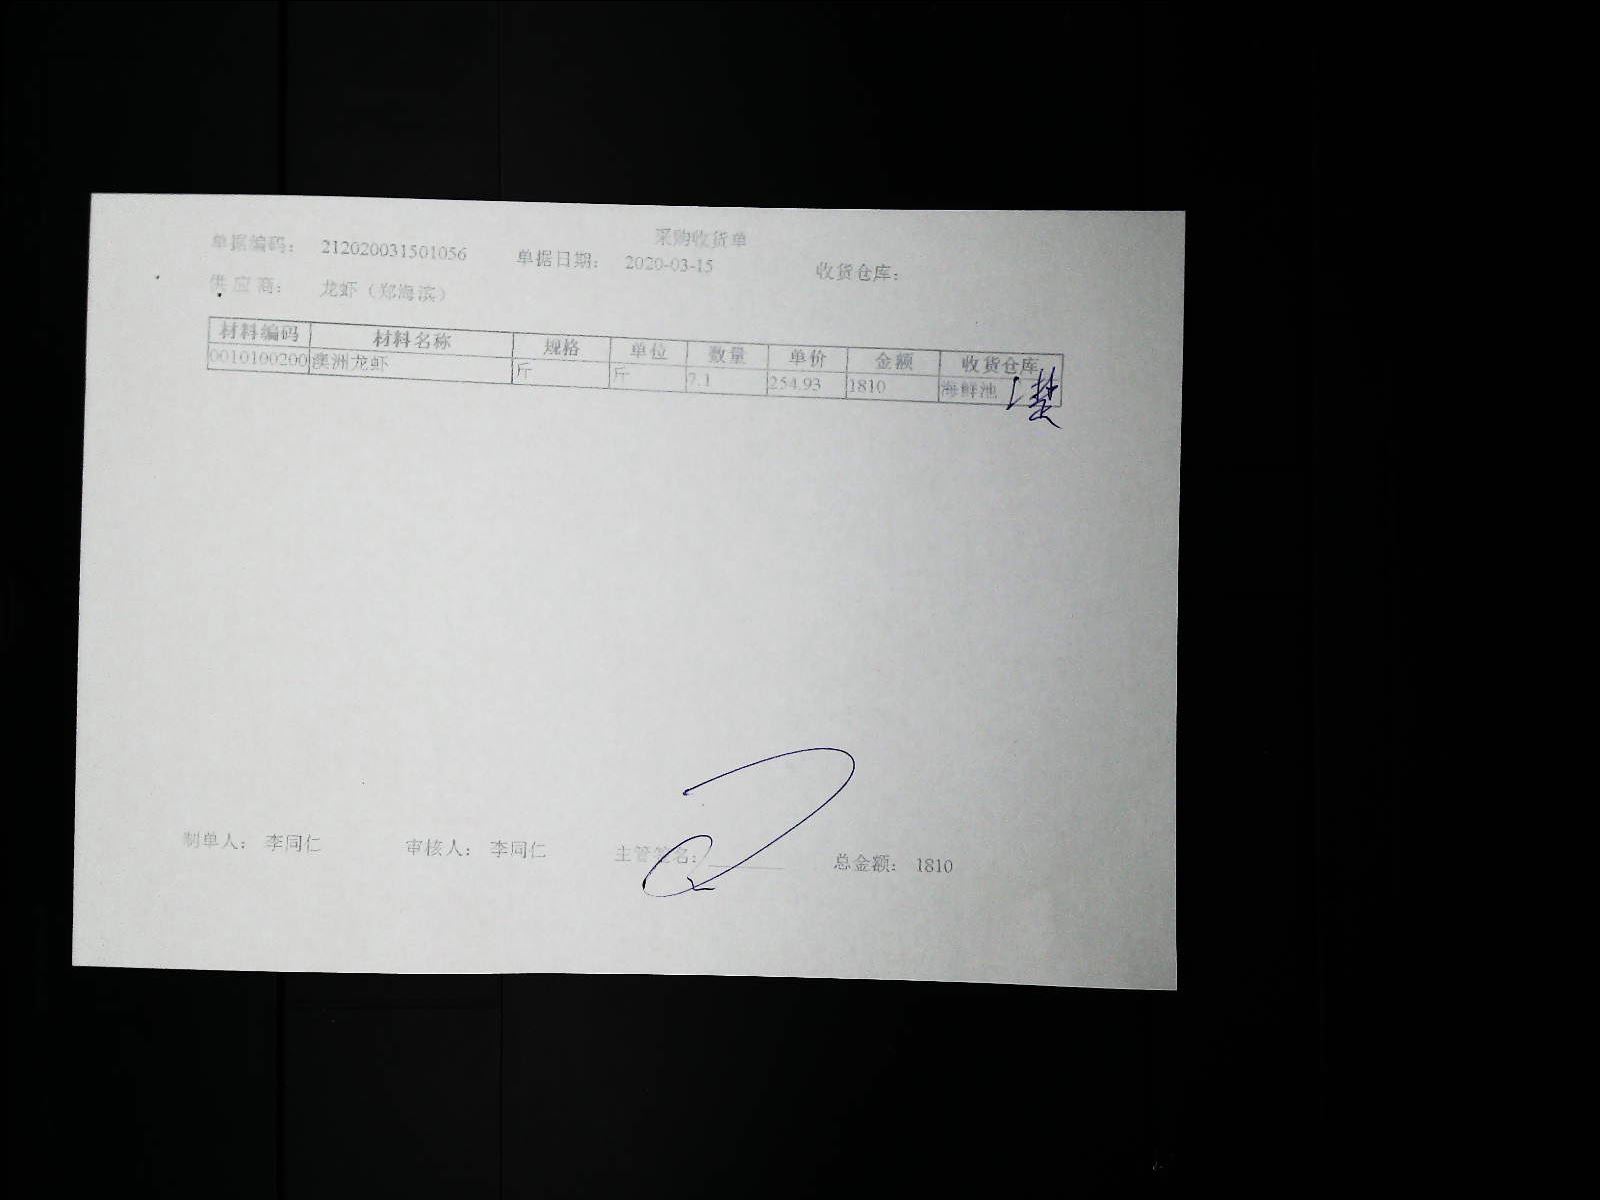 采购收货单
单据编码： 212020031501056 单据日期： 2020-03-15 收货仓库：
供应商： 龙虾（郑海滨）
材料编码 材料名称 规格 单位 数量 单价 金额 收货仓库
0010100200 澳洲龙虾 斤 斤 7.1 254.93 1810 海鲜池
制单人： 李同仁 审核人： 李同仁 主管签名： 总金额： 1810